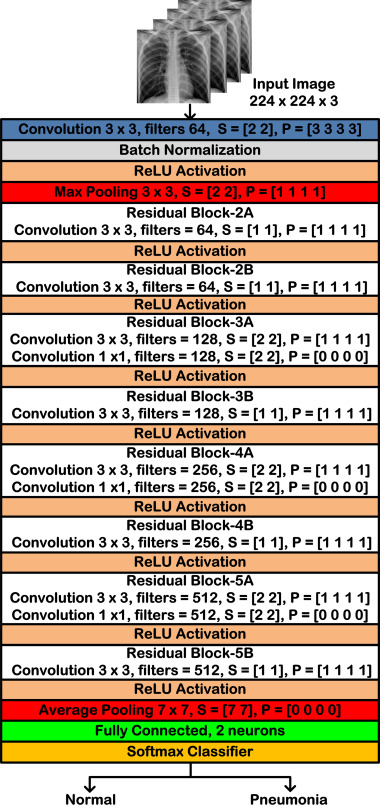 Input Image
224 x 224 x 3
Convolution 3 x 3, filters 64, S = [2 2], P = [3 3 3 3]
Batch Normalization
ReLU Activation
Max Pooling 3 x 3, S = [2 2], P = [1 1 1 1]
Residual Block-2A
Convolution 3 x 3, filters = 64, S = [1 1], P = [1 1 1 1]
ReLU Activation
Residual Block-2B
Convolution 3 x 3, filters = 64, S = [1 1], P = [1 1 1 1]
ReLU Activation
Residual Block-3A
Convolution 3 x 3, filters = 128, S = [2 2], P = [1 1 1 1]
Convolution 1 x1, filters = 128, S = [2 2], P = [0 0 0 0]
ReLU Activation
Residual Block-3B
Convolution 3 x 3, filters = 128, S = [1 1], P = [1 1 1 1]
ReLU Activation
Residual Block-4A
Convolution 3 x 3, filters = 256, S = [2 2], P = [1 1 1 1]
Convolution 1 x1, filters = 256, S = [2 2], P = [0 0 0 0]
ReLU Activation
Residual Block-4B
Convolution 3 x 3, filters = 256, S = [1 1], P = [1 1 1 1]
ReLU Activation
Residual Block-5A
Convolution 3 x 3, filters = 512, S = [2 2], P = [1 1 1 1]
Convolution 1 x1, filters = 512, S = [2 2], P = [0 0 0 0]
ReLU Activation
Residual Block-5B
Convolution 3 x 3, filters = 512, S = [1 1], P = [1 1 1 1]
ReLU Activation
Average Pooling 7 x 7, S = [7 7], P = [0 0 0 0]
Fully Connected, 2 neurons
Softmax Classifier
Normal
Pneumonia